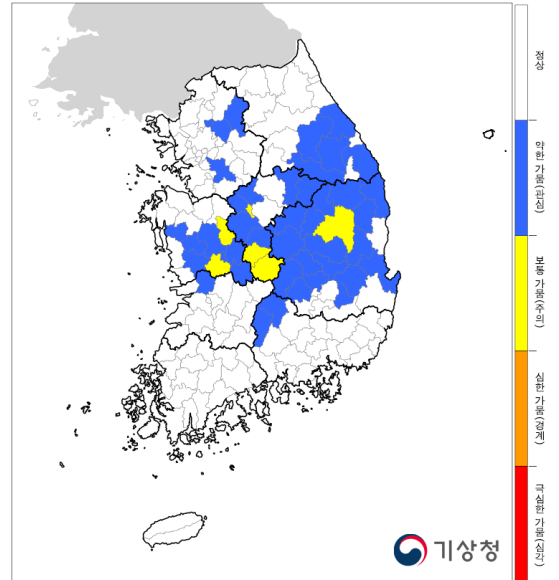 정상
약한 가뭄(관심)
보통 가뭄(주의)
심한 가뭄(경계)
극심한 가뭄(심각)
기상청